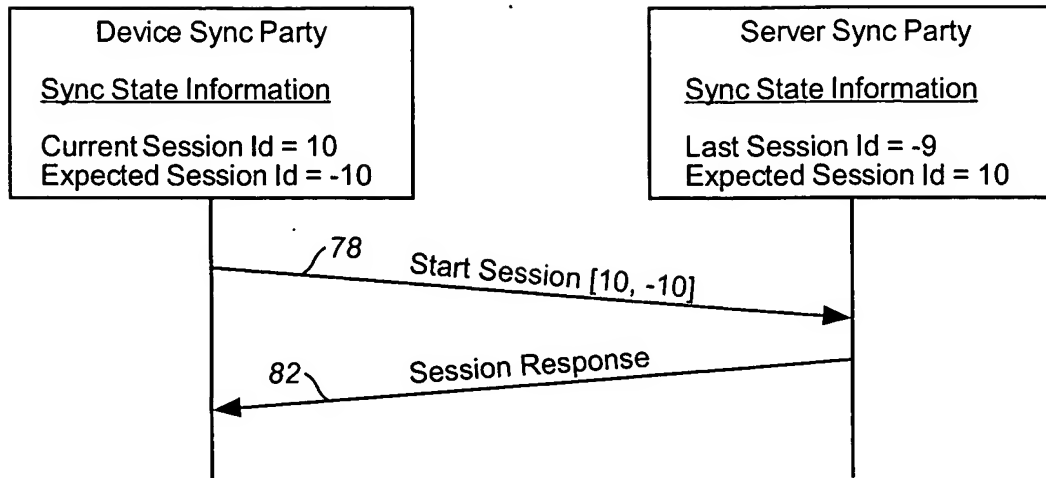 Device Sync Party
Sync State Information
Current Session Id = 10
Expected Session Id = -10
Server Sync Party
Sync State Information
Last Session Id = -9
Expected Session Id = 10
78
Start Session [10, -10]
82
Session Response